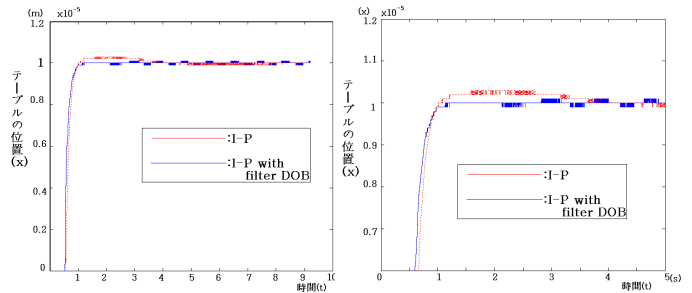 (m) ×10⁻⁵
1.2
1
0.8
0.6
0.4
0.2
0
テーブルの位置(x)
:I-P
:I-P with
filter DOB
1 2 3 4 5 6 7 8 9 10
時間(t)
(x) ×10⁻⁵
1.2
1.1
1.0
0.9
0.8
0.7
テーブルの位置(x)
:I-P
:I-P with
filter DOB
0 1 2 3 4 5(s)
時間(t)